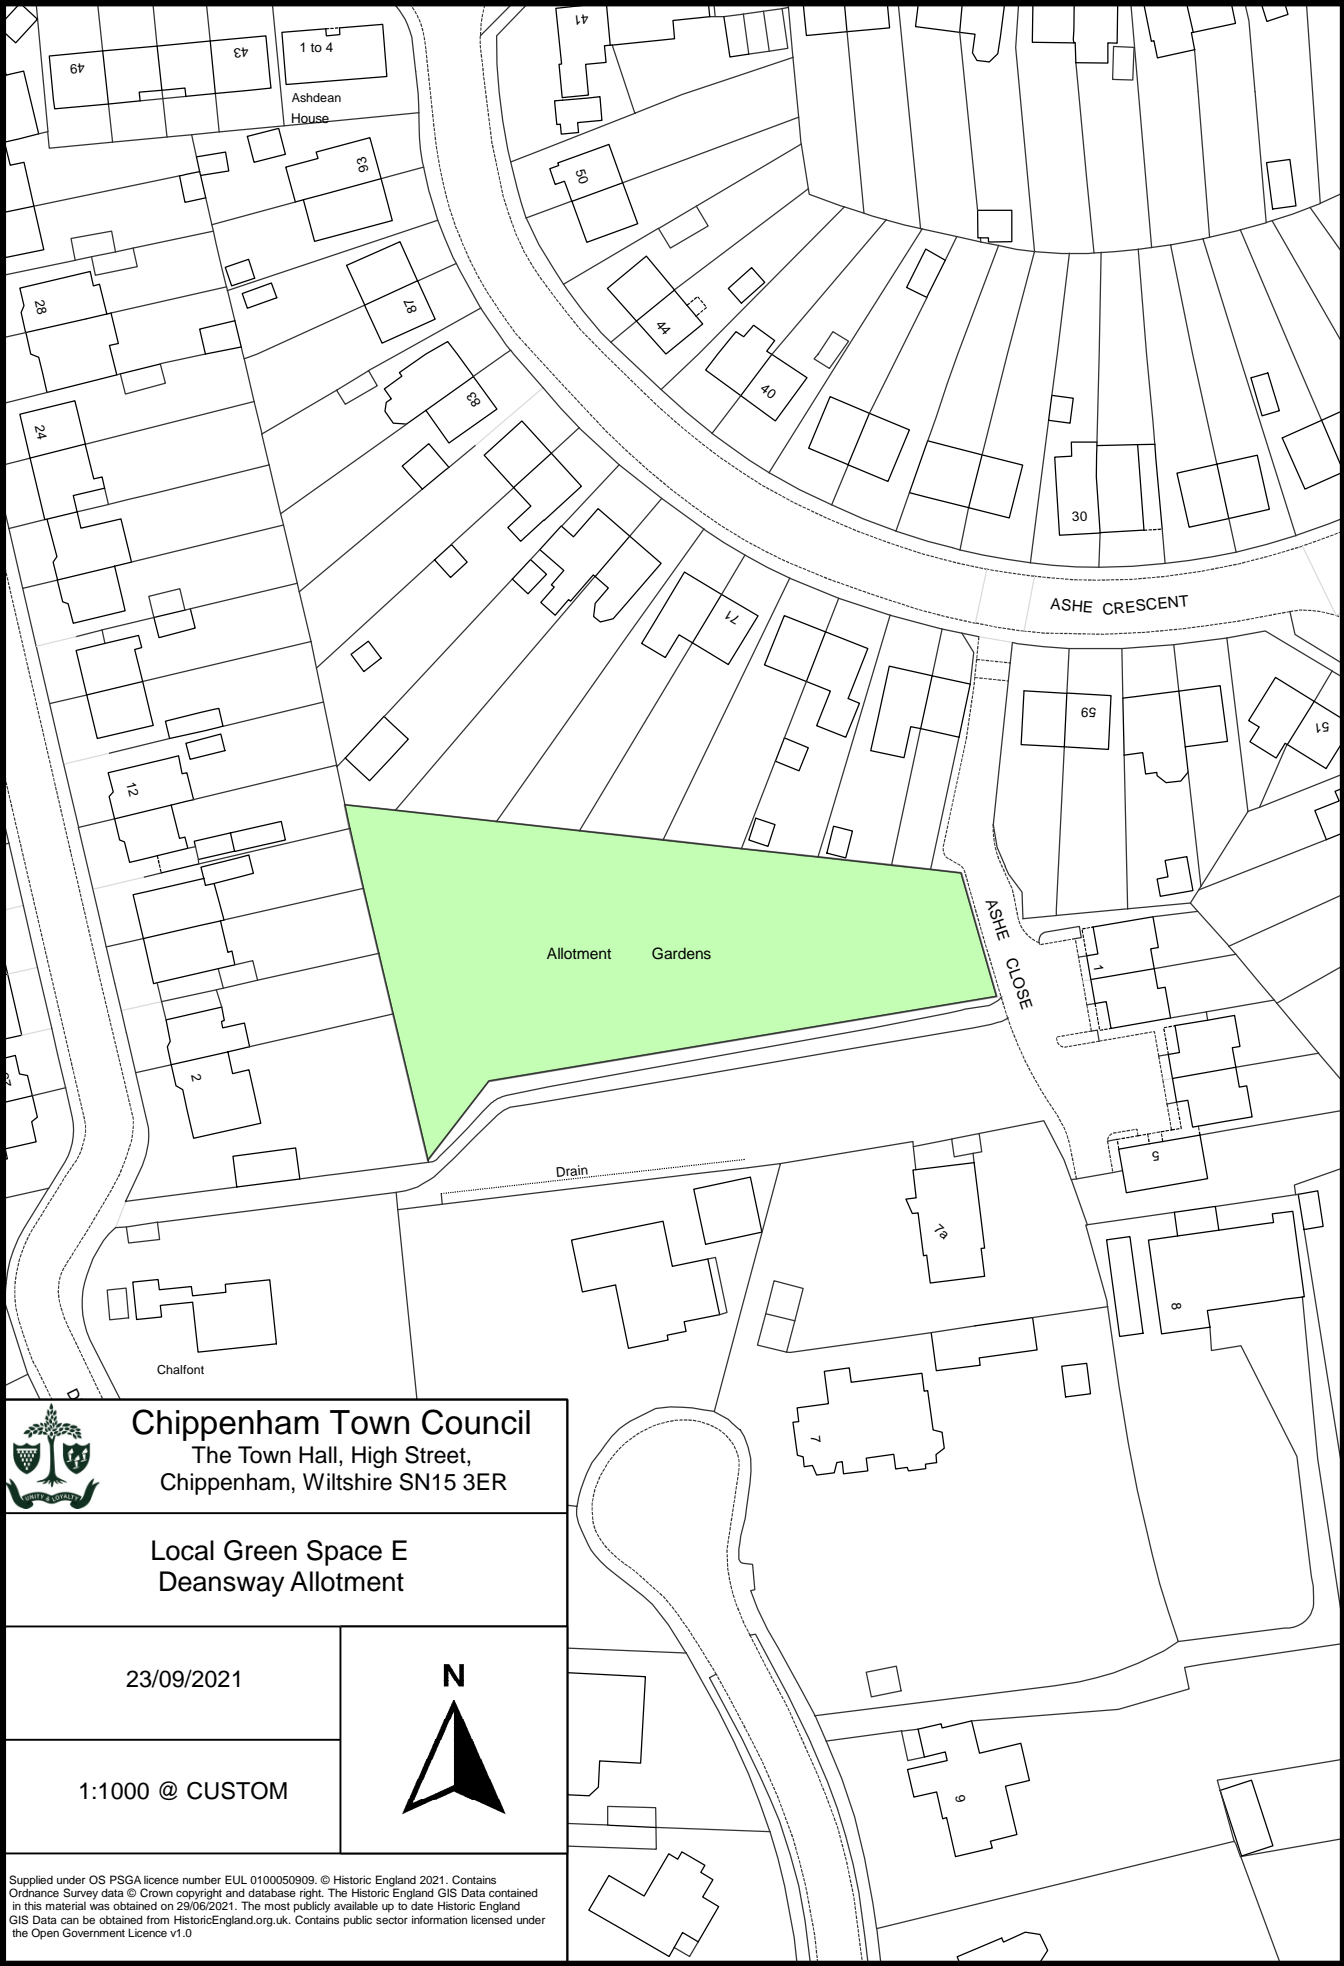 41
49
43
1 to 4
Ashdean
House
93
50
28
87
44
40
83
24
30
71
ASHE CRESCENT
59
51
12
Allotment Gardens
ASHE CLOSE
1
2
5
Drain
7a
8
Chalfont
D
7
Chippenham Town Council
The Town Hall, High Street,
Chippenham, Wiltshire SN15 3ER
UNITY & LOYALTY
Local Green Space E
Deansway Allotment
23/09/2021
N
1:1000 @ CUSTOM
9
Supplied under OS PSGA licence number EUL 0100050909. © Historic England 2021. Contains
Ordnance Survey data © Crown copyright and database right. The Historic England GIS Data contained
in this material was obtained on 29/06/2021. The most publicly available up to date Historic England
GIS Data can be obtained from HistoricEngland.org.uk. Contains public sector information licensed under
the Open Government Licence v1.0